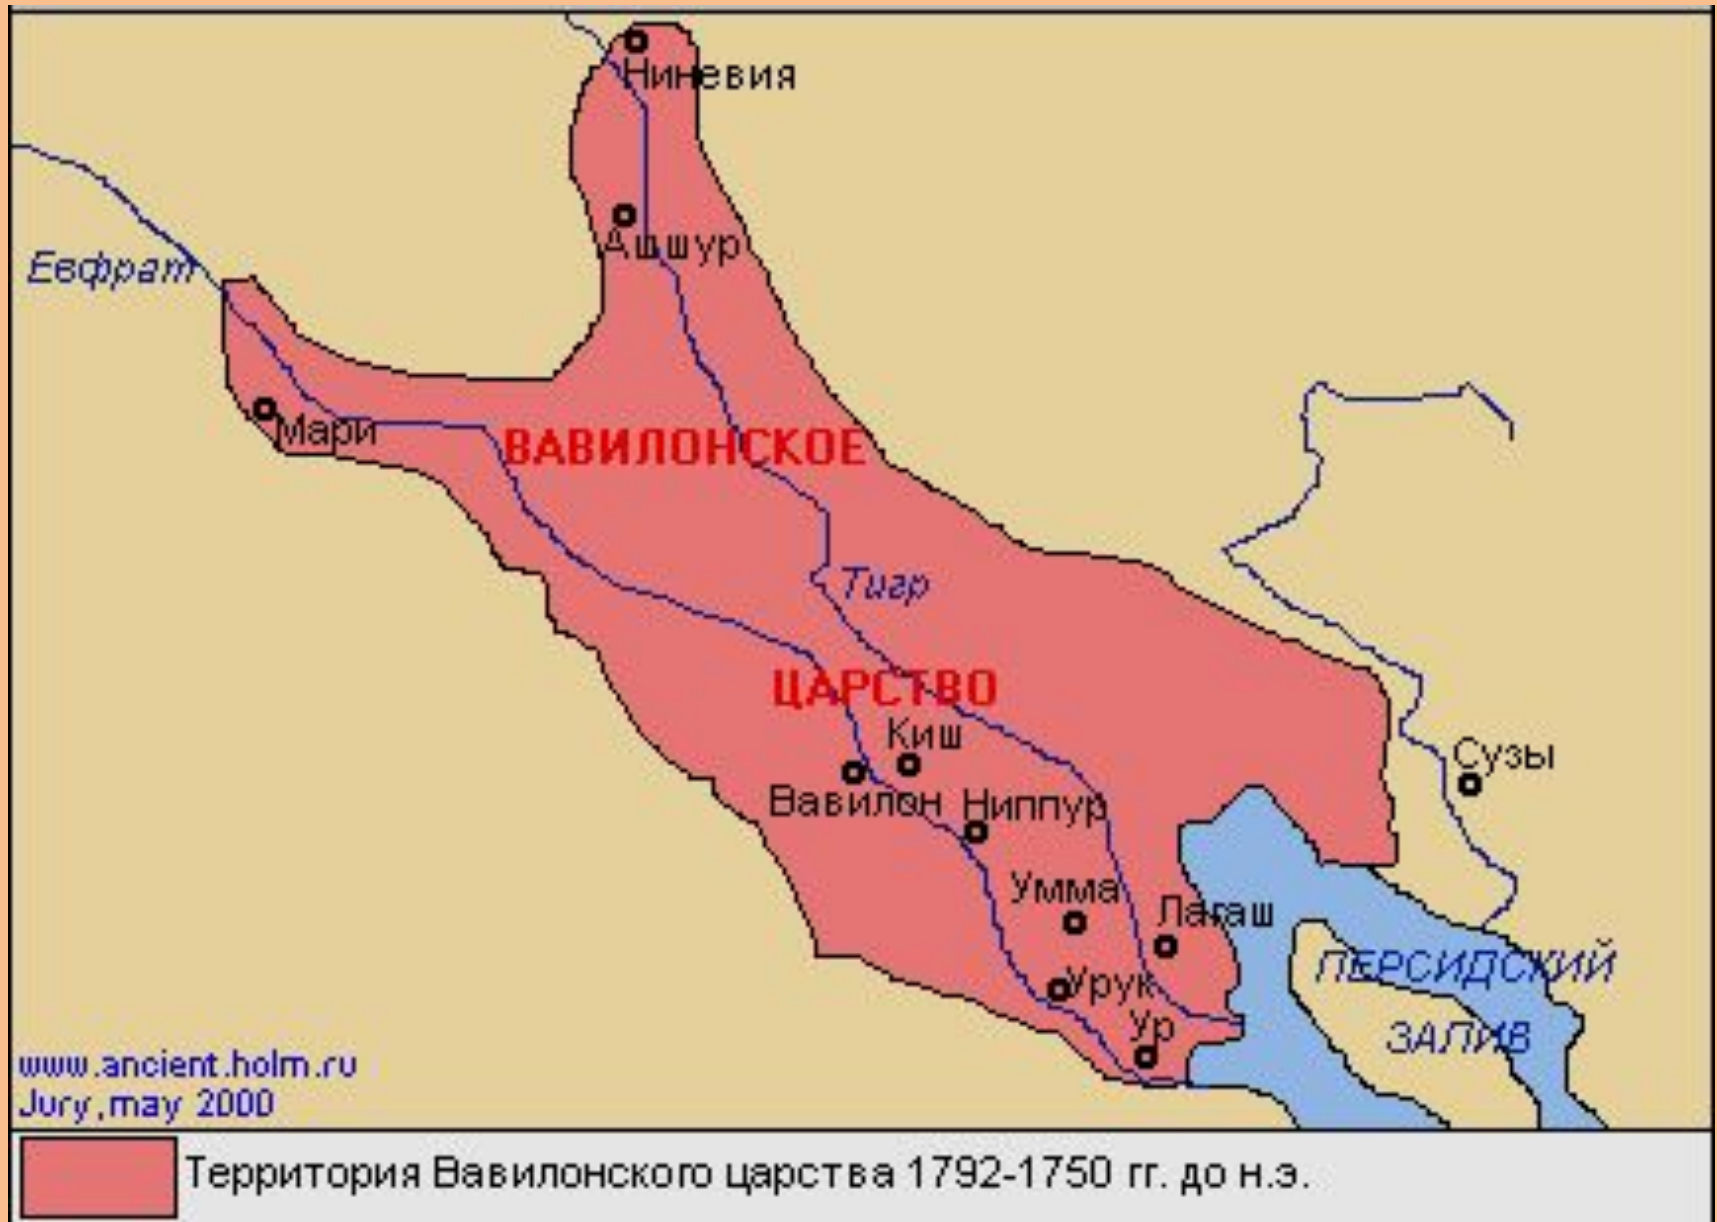 Ниневия
Ашшур
Евфрат
Мари
ВАВИЛОНСКОЕ
Тигр
ЦАРСТВО
Киш
Сузы
Вавилон
Ниппур
Умма
Лагаш
ПЕРСИДСКИЙ
Урук
Ур
ЗАЛИВ
www.ancient.holm.ru
Jury,may 2000
Территория Вавилонского царства 1792-1750 гг. до н.э.